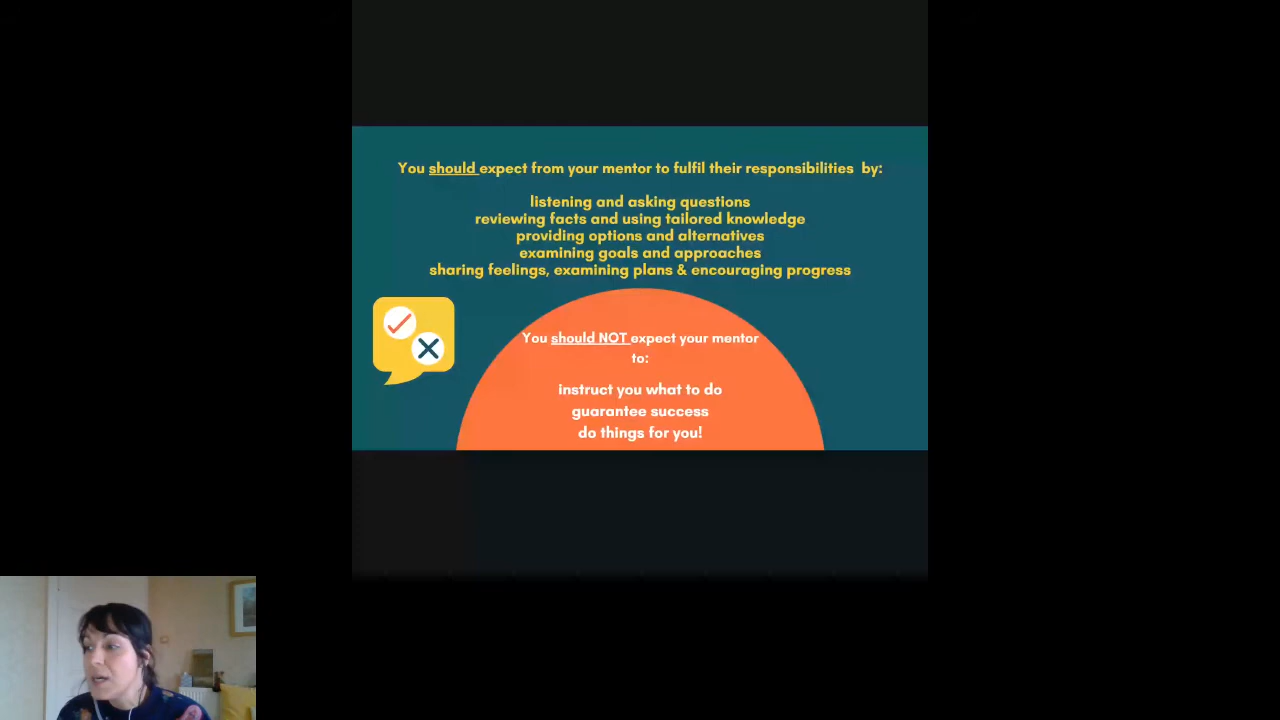 You should expect from your mentor to fulfil their responsibilities by:
listening and asking questions
reviewing facts and using tailored knowledge
providing options and alternatives
examining goals and approaches
sharing feelings, examining plans & encouraging progress
You should NOT expect your mentor
to:
instruct you what to do
guarantee success
do things for you!